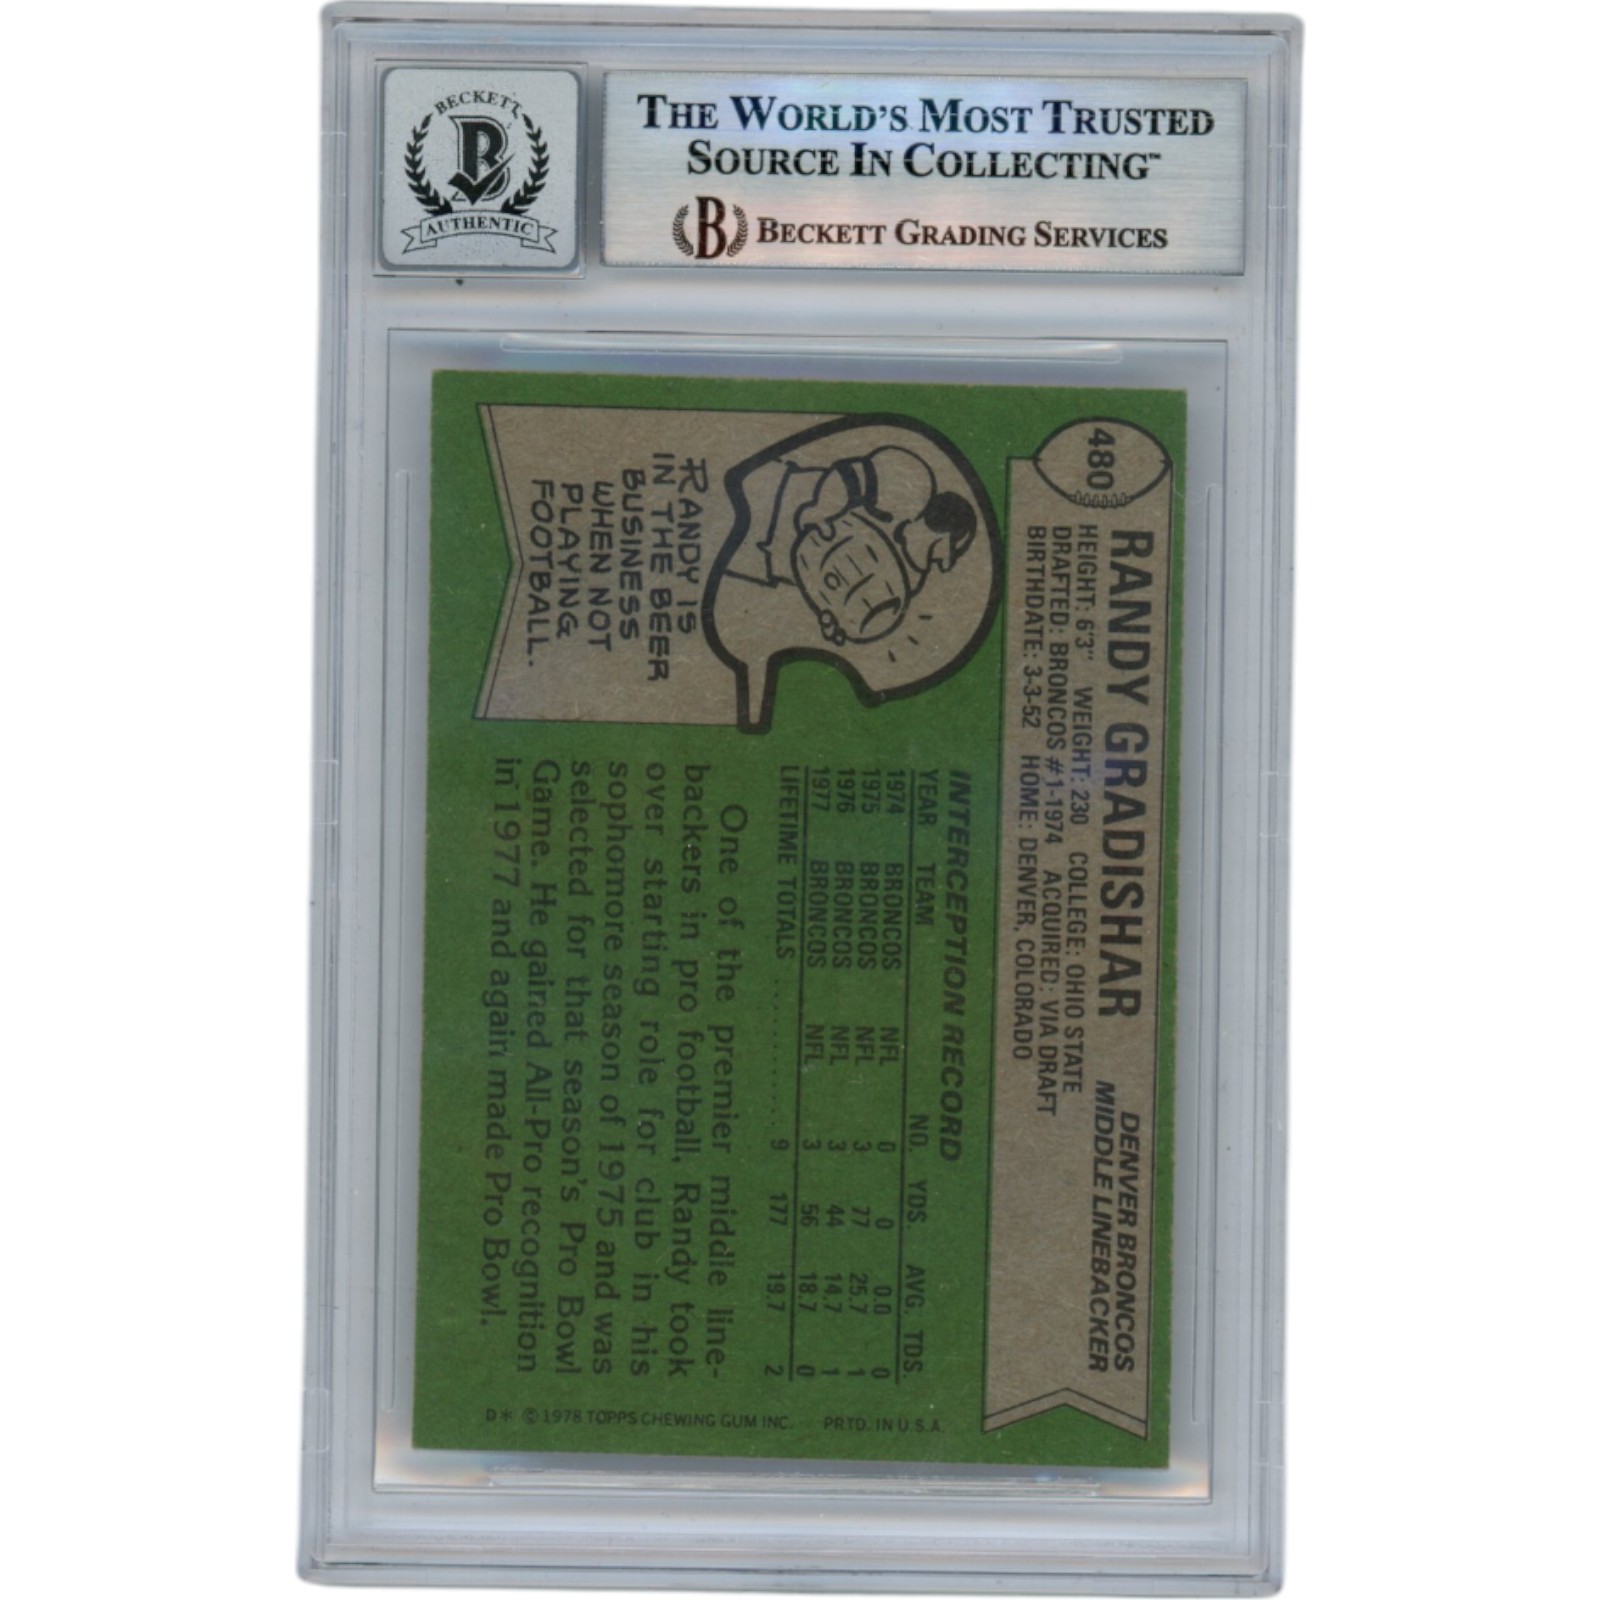 BECKETT
AUTHENTIC
THE WORLD'S MOST TRUSTED
SOURCE IN COLLECTING™
B BECKETT GRADING SERVICES
480
RANDY GRADISHAR
DENVER BRONCOS
MIDDLE LINEBACKER
HEIGHT: 6'3" WEIGHT: 230 COLLEGE: OHIO STATE
DRAFTED: BRONCOS #1-1974 ACQUIRED: VIA DRAFT
BIRTHDATE: 3-3-52 HOME: DENVER, COLORADO
RANDY IS
IN THE BEER
BUSINESS
WHEN NOT
PLAYING
FOOTBALL.
INTERCEPTION RECORD
YEAR TEAM NO. YDS. AVG. TDS.
1974 BRONCOS NFL 0 0 0.0 0
1975 BRONCOS NFL 3 77 25.7 1
1976 BRONCOS NFL 3 44 14.7 1
1977 BRONCOS NFL 3 56 18.7 0
LIFETIME TOTALS .......... 9 177 19.7 2
One of the premier middle line-
backers in pro football, Randy took
over starting role for club in his
sophomore season of 1975 and was
selected for that season's Pro Bowl
Game. He gained All-Pro recognition
in 1977 and again made Pro Bowl.
D* © 1978 TOPPS CHEWING GUM INC. PRTD. IN U.S.A.